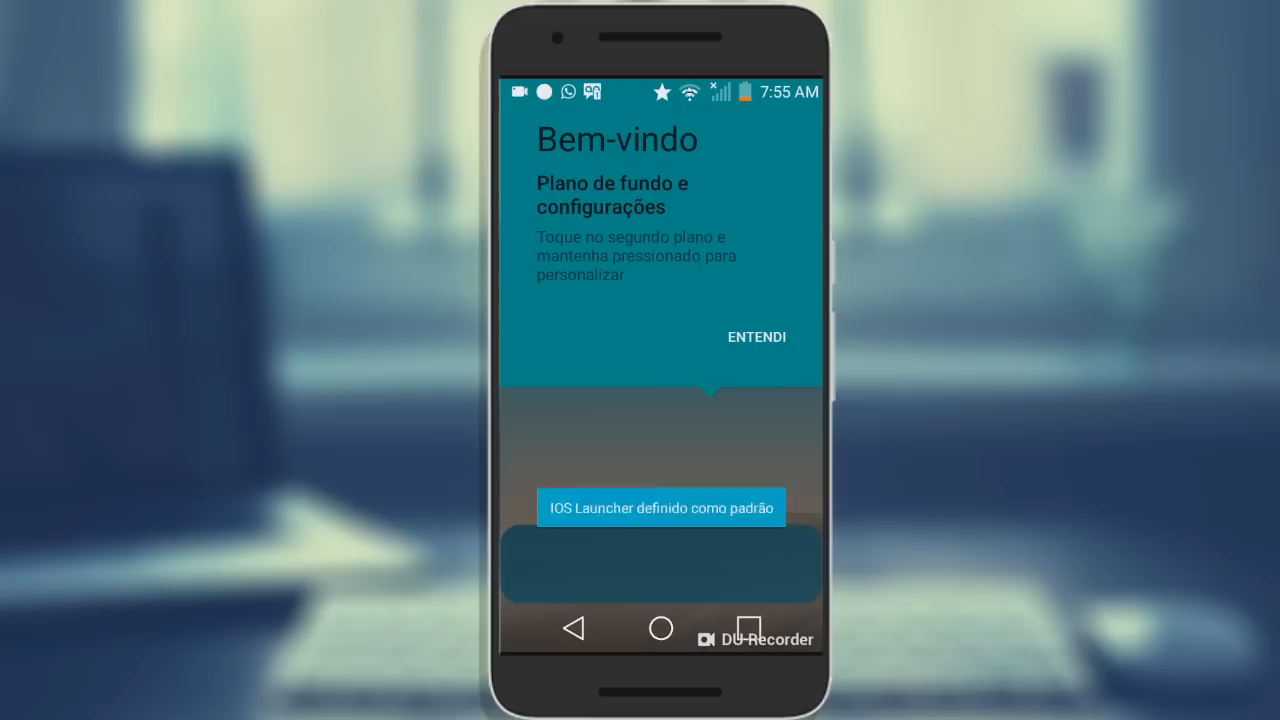 7:55 AM
Bem-vindo
Plano de fundo e
configurações
Toque no segundo plano e
mantenha pressionado para
personalizar
ENTENDI
IOS Launcher definido como padrão
DU Recorder